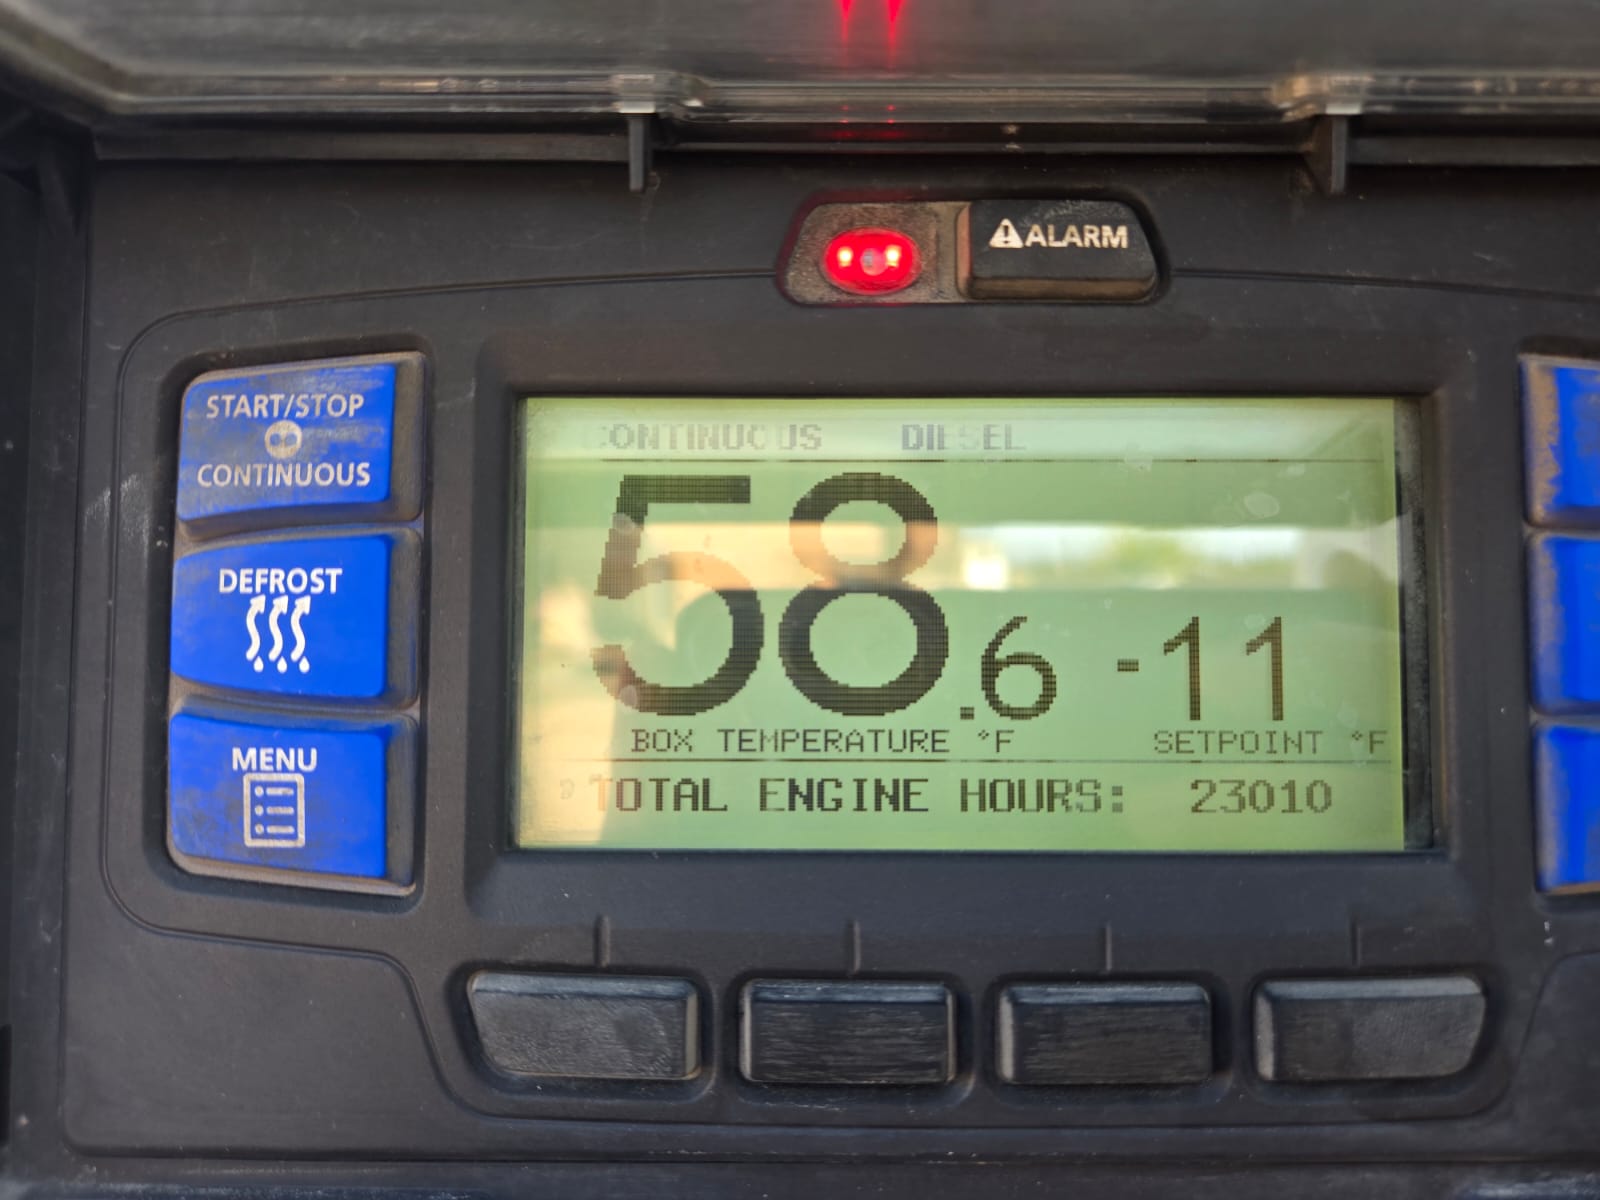 ALARM
START/STOP
CONTINUOUS
DEFROST
MENU
CONTINUOUS DIESEL
58.6 -11
BOX TEMPERATURE °F SETPOINT °F
TOTAL ENGINE HOURS: 23010